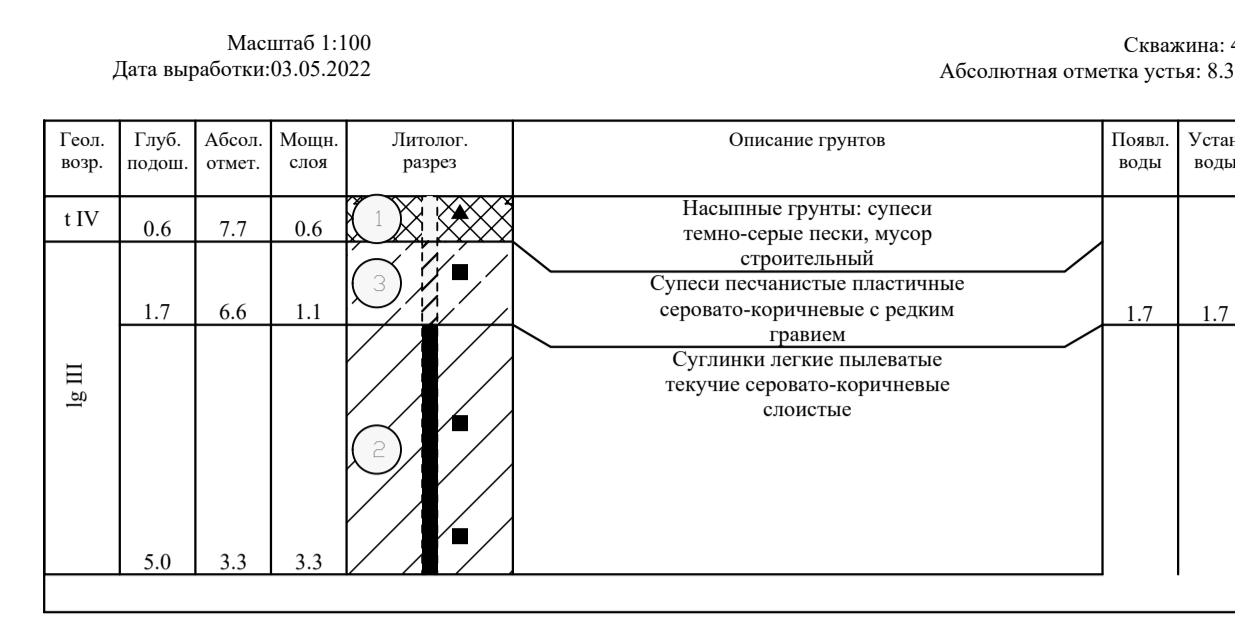 Масштаб 1:100
Дата выработки:03.05.2022
Скважина: 4
Абсолютная отметка устья: 8.3
Геол. возр.
Глуб. подош.
Абсол. отмет.
Мощн. слоя
Литолог. разрез
Описание грунтов
Появл. воды
Устан воды
t IV
0.6
7.7
0.6
1
Насыпные грунты: супеси
темно-серые пески, мусор
строительный
1.7
6.6
1.1
3
Супеси песчанистые пластичные
серовато-коричневые с редким
гравием
1.7
1.7
lg III
5.0
3.3
3.3
2
Суглинки легкие пылеватые
текучие серовато-коричневые
слоистые